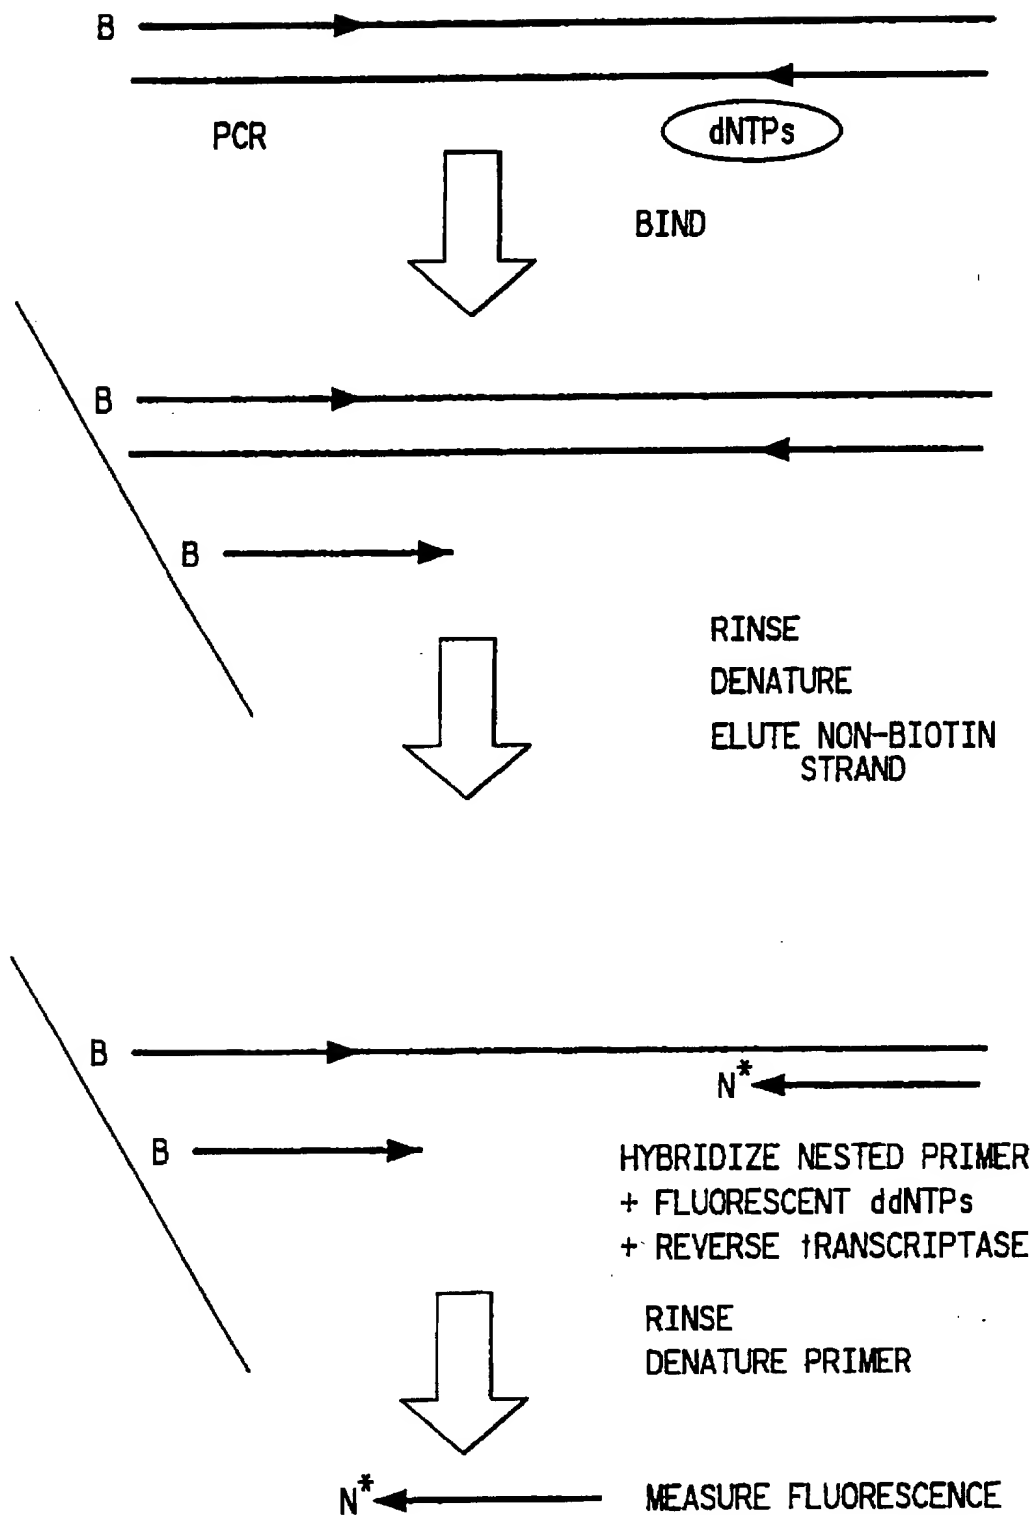 B
PCR
dNTPs
BIND
B
B
RINSE
DENATURE
ELUTE NON-BIOTIN
STRAND
B
N*
B
HYBRIDIZE NESTED PRIMER
+ FLUORESCENT ddNTPs
+ REVERSE tRANSCRIPTASE
RINSE
DENATURE PRIMER
N*
MEASURE FLUORESCENCE